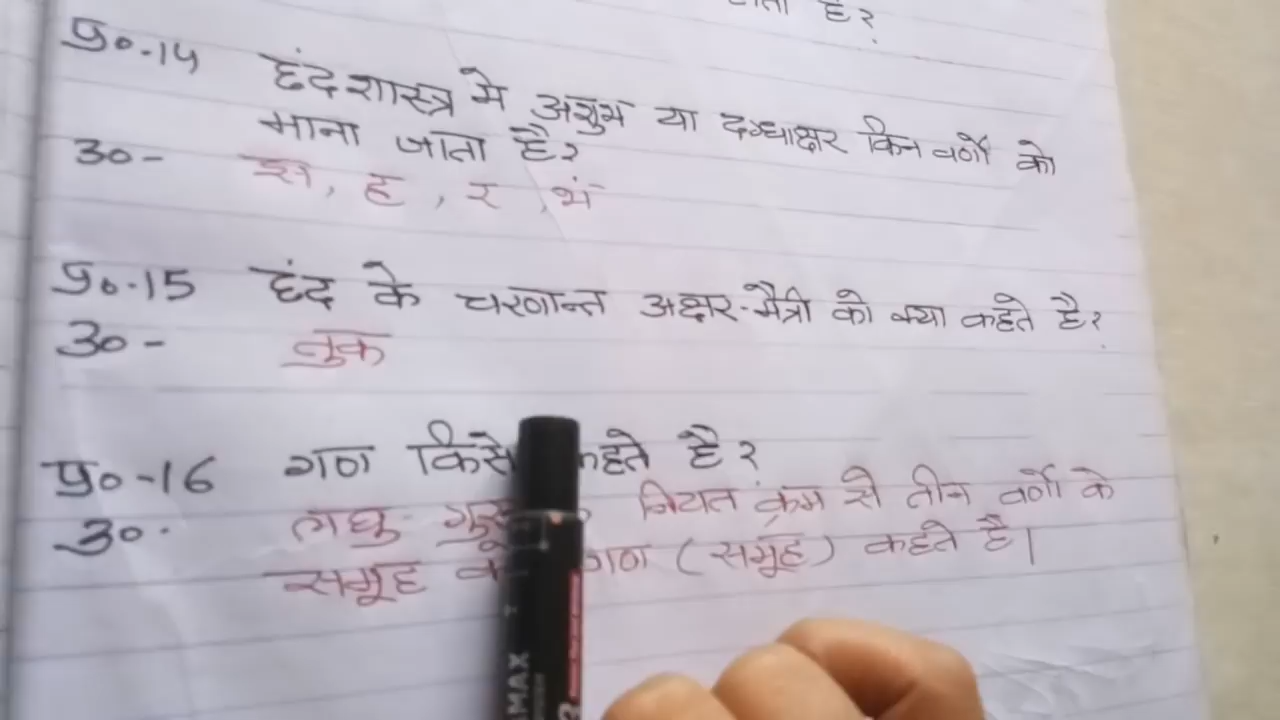 है?
प्र०-14 छंदशास्त्र मे अशुभ या दग्धाक्षर किन वर्णो को
माना जाता है?
उ०- झ, ह, र, भ
प्र०-15 छंद के चरणान्त अक्षर-मैत्री को क्या कहते है?
उ०- तुक
प्र०-16 गण किसे कहते है?
उ०- लघु-गुरु नियत क्रम से तीन वर्णो के
समूह गण (समूह) कहते है।
MAX